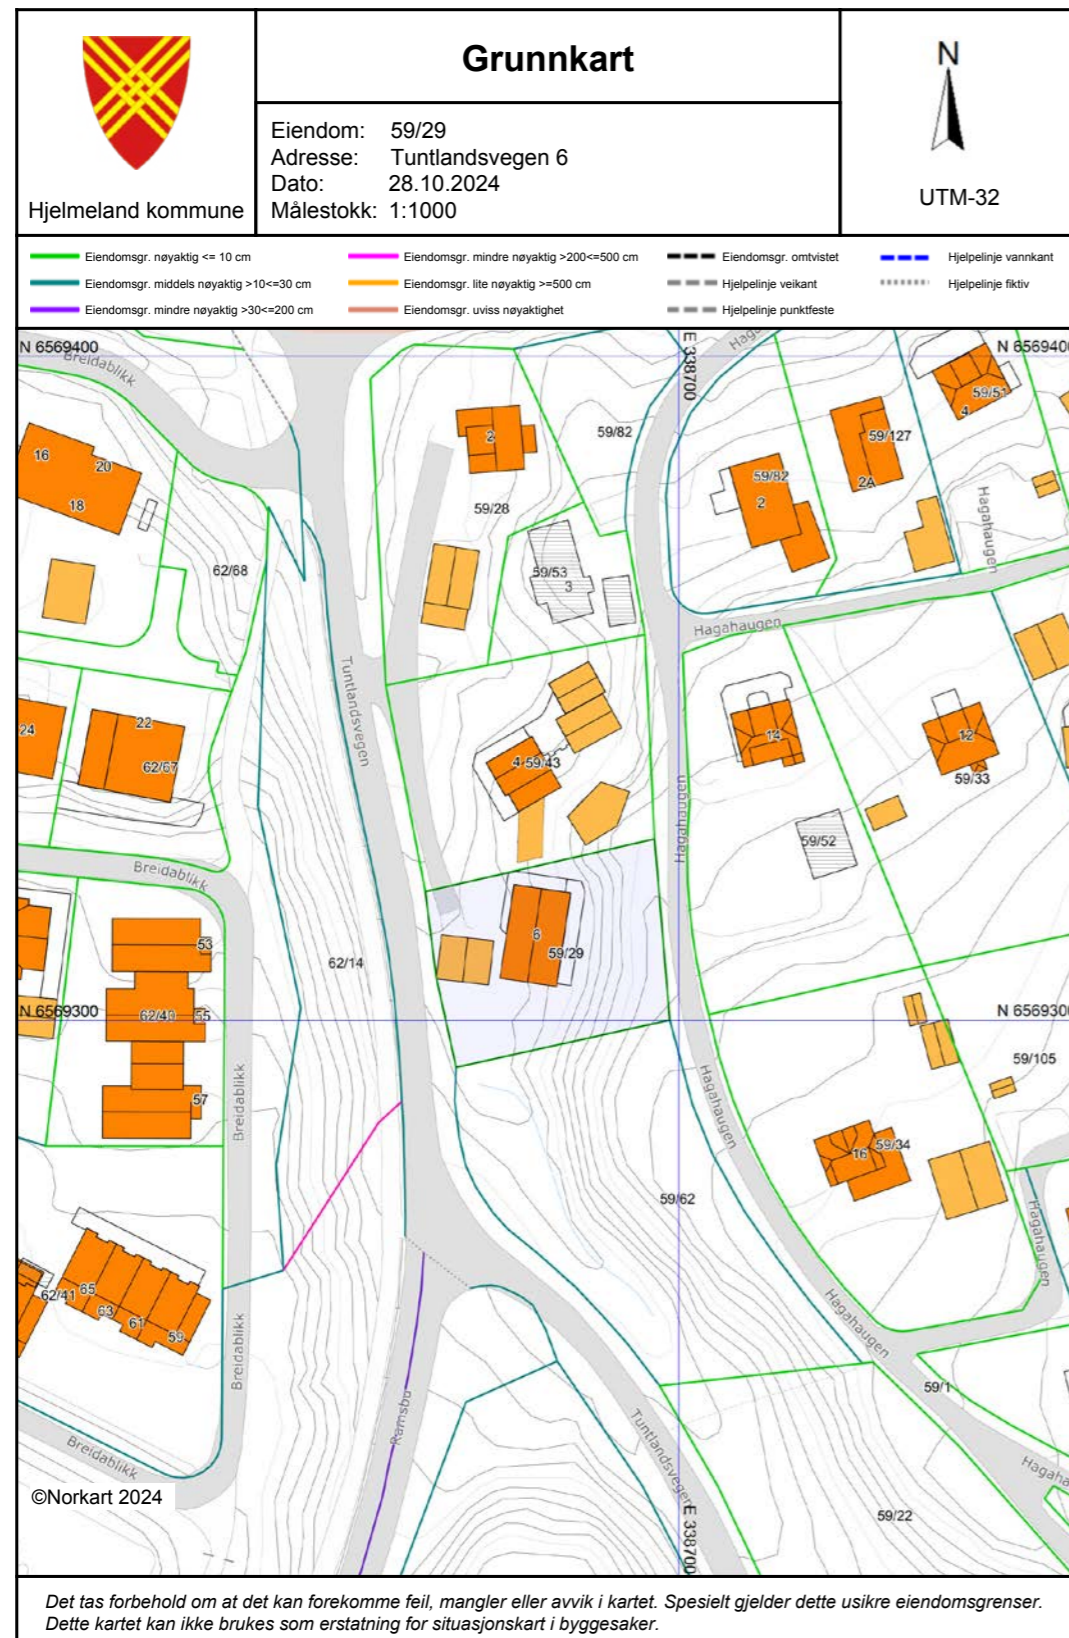 Grunnkart
N
Hjelmeland kommune
Eiendom: 59/29
Adresse: Tuntlandsvegen 6
Dato: 28.10.2024
Målestokk: 1:1000
UTM-32
Eiendomsgr. nøyaktig <= 10 cm
Eiendomsgr. middels nøyaktig >10<=30 cm
Eiendomsgr. mindre nøyaktig >30<=200 cm
Eiendomsgr. mindre nøyaktig >200<=500 cm
Eiendomsgr. lite nøyaktig >=500 cm
Eiendomsgr. uviss nøyaktighet
Eiendomsgr. omtvistet
Hjelpelinje veikant
Hjelpelinje punktfeste
Hjelpelinje vannkant
Hjelpelinje fiktiv
N 6569400
Breidablikk
E 338700
N 6569400
59/51
4
59/82
2
59/127
16
20
18
59/82
2
2A
59/28
Hagahaugen
62/68
59/53
3
Hagahaugen
Tuntlandsvegen
24
22
62/67
4
59/43
14
12
59/33
Hagahaugen
59/52
Breidablikk
6
59/29
53
62/14
62/40
55
N 6569300
N 6569300
59/105
57
Breidablikk
Hagahaugen
16
59/34
59/62
Hagahaugen
62/41
65
63
61
59
Hagahaugen
Breidablikk
59/1
Ramsbu
Tuntlandsvegen
Breidablikk
E 338700
59/22
©Norkart 2024
Det tas forbehold om at det kan forekomme feil, mangler eller avvik i kartet. Spesielt gjelder dette usikre eiendomsgrenser.
Dette kartet kan ikke brukes som erstatning for situasjonskart i byggesaker.